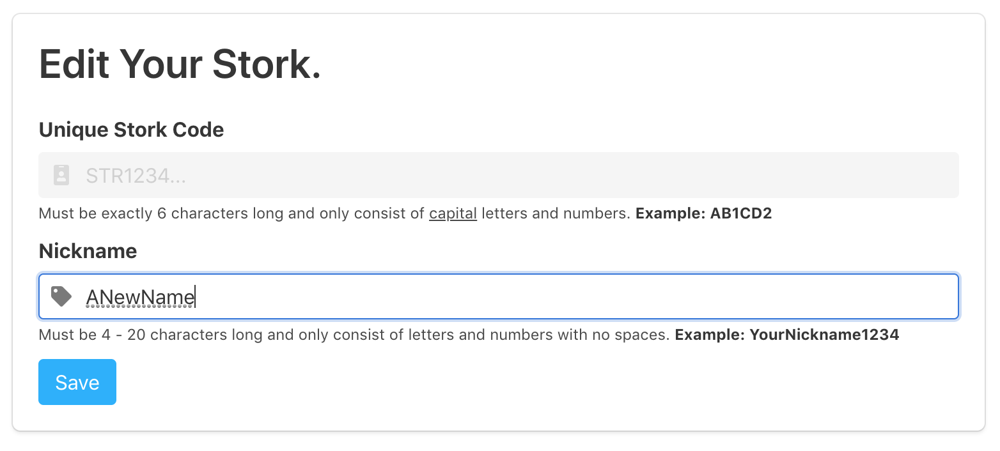 Edit Your Stork.
Unique Stork Code
STR1234...
Must be exactly 6 characters long and only consist of capital letters and numbers. Example: AB1CD2
Nickname
ANewName
Must be 4 - 20 characters long and only consist of letters and numbers with no spaces. Example: YourNickname1234
Save